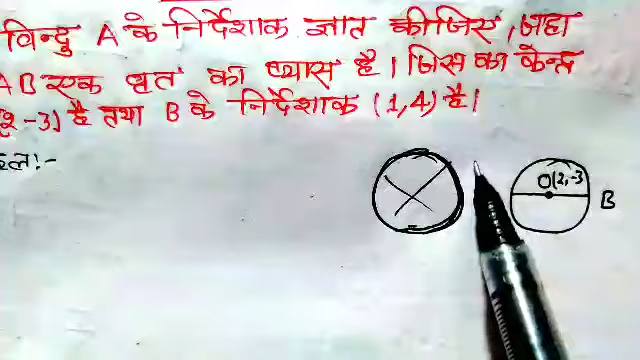 विन्दु A के निर्देशाक ज्ञात कीजिए, जहा
AB एक वृत का व्यास है। जिस का केन्द्र
(2, -3) है तथा B के निर्देशाक (1,4) है।
हल:-
O(2,-3
B